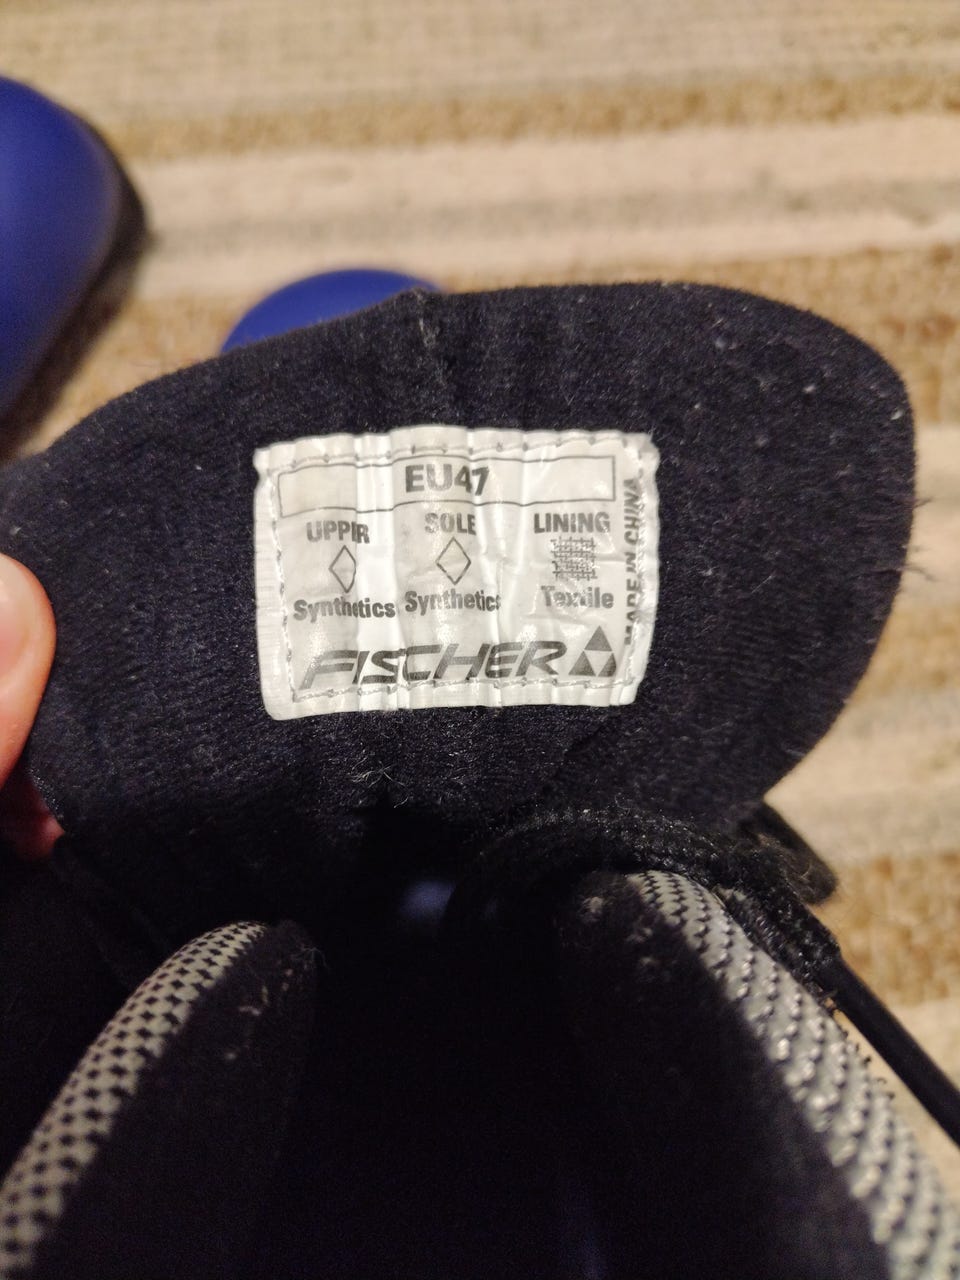 EU47
UPPER SOLE LINING
Synthetics Synthetics Textile
FISCHER
MADE IN CHINA